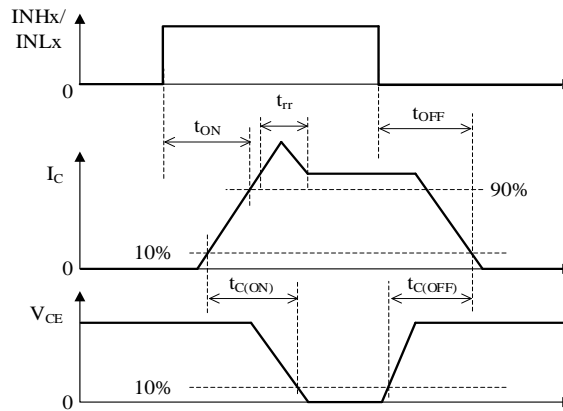 INHx/
INLx
0
tON
trr
tOFF
IC
90%
10%
0
tC(ON)
tC(OFF)
VCE
10%
0